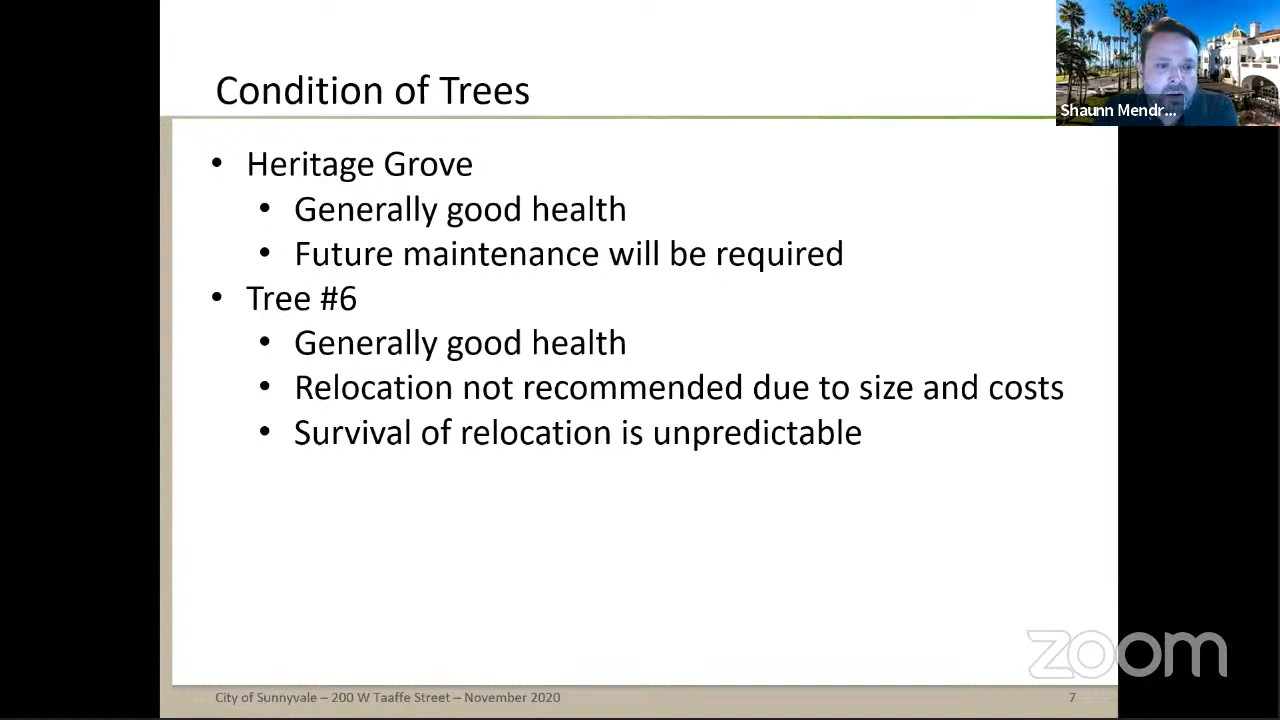 Condition of Trees
Shaunn Mendr...
• Heritage Grove
• Generally good health
• Future maintenance will be required
• Tree #6
• Generally good health
• Relocation not recommended due to size and costs
• Survival of relocation is unpredictable
zoom
City of Sunnyvale – 200 W Taaffe Street – November 2020
7